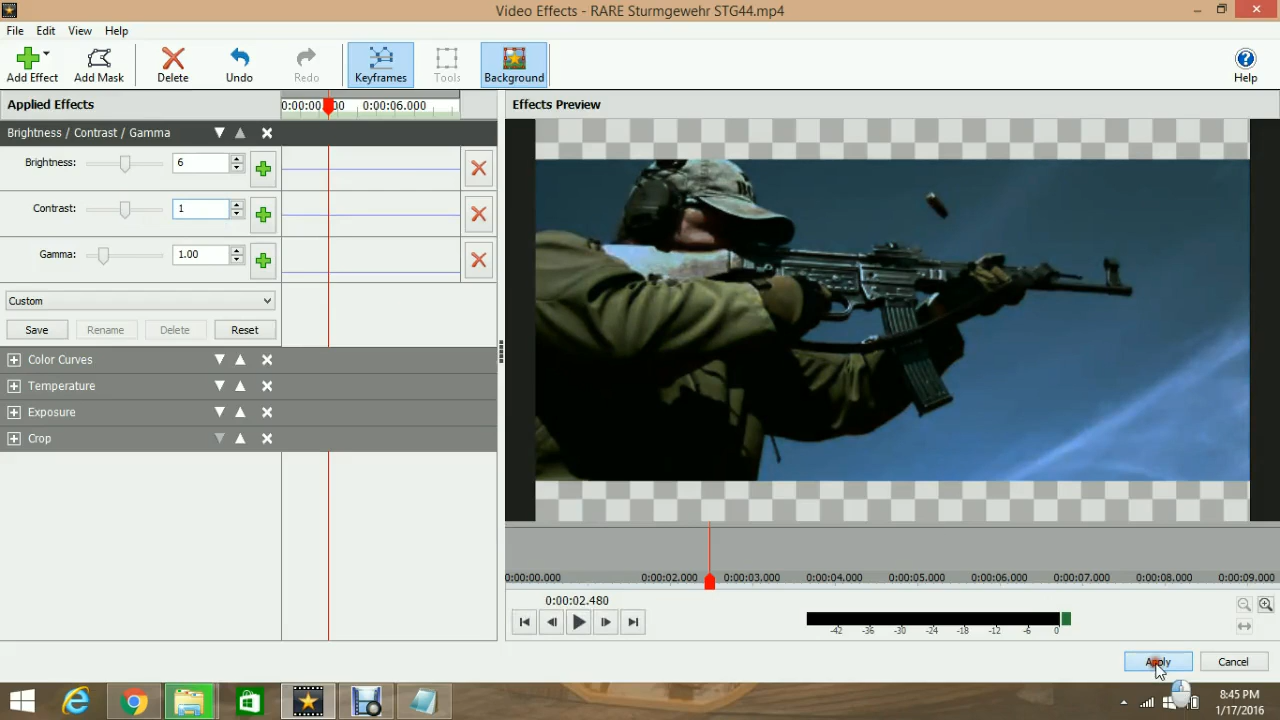 Video Effects - RARE Sturmgewehr STG44.mp4
File Edit View Help
Add Effect Add Mask Delete Undo Redo Keyframes Tools Background Help
Applied Effects 0:00:06.000 Effects Preview
Brightness / Contrast / Gamma
Brightness: 6
Contrast: 1
Gamma: 1.00
Custom
Save Rename Delete Reset
Color Curves
Temperature
Exposure
Crop
0:00:00.000 0:00:02.000 0:00:03.000 0:00:04.000 0:00:05.000 0:00:06.000 0:00:07.000 0:00:08.000 0:00:09.000
0:00:02.480
-42 -36 -30 -24 -18 -12 -6 0
Apply Cancel
8:45 PM
1/17/2016